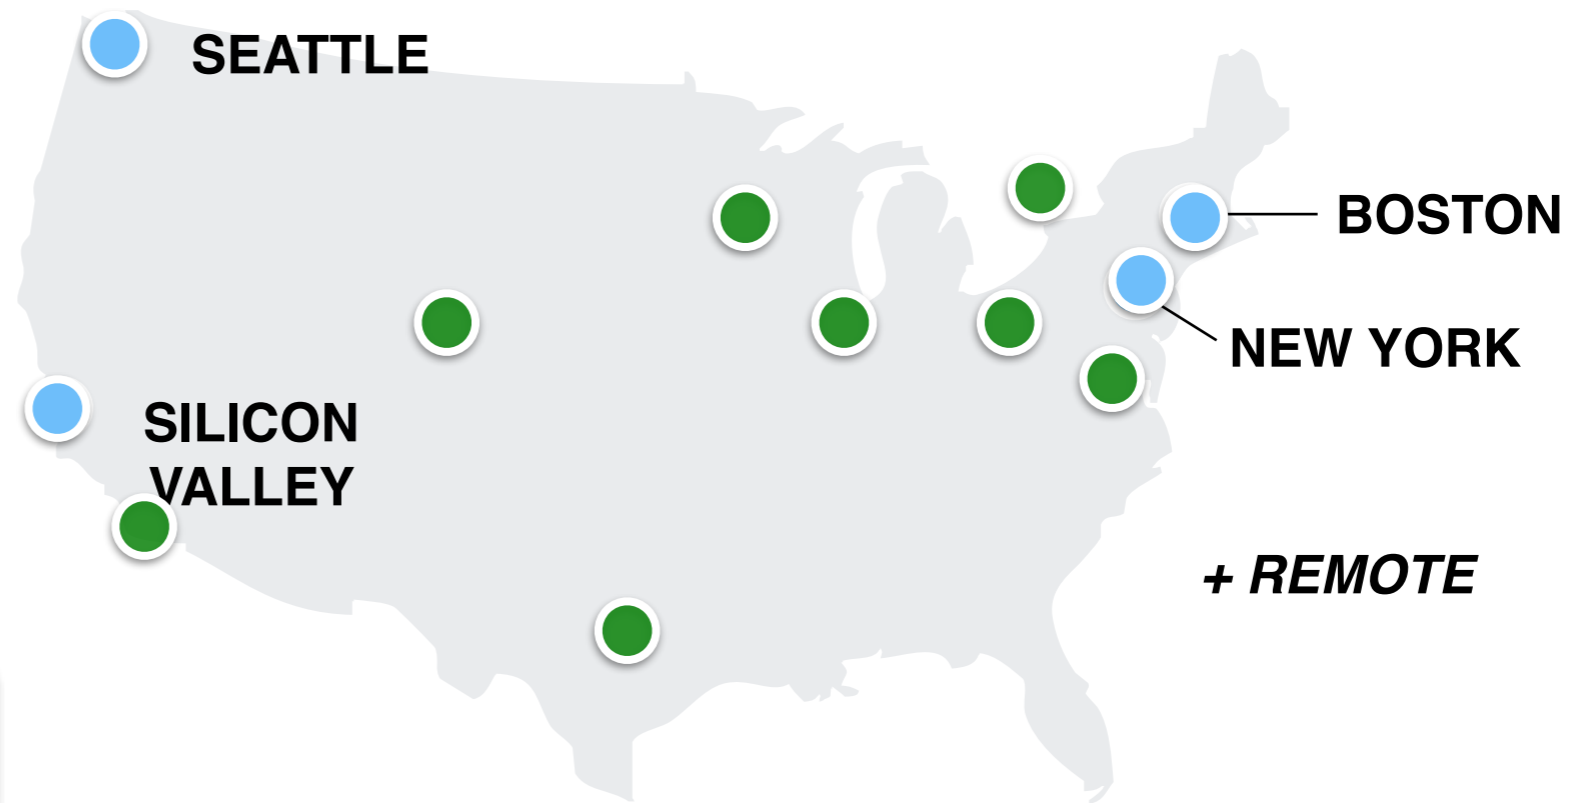 SEATTLE
BOSTON
NEW YORK
SILICON
VALLEY
+ REMOTE